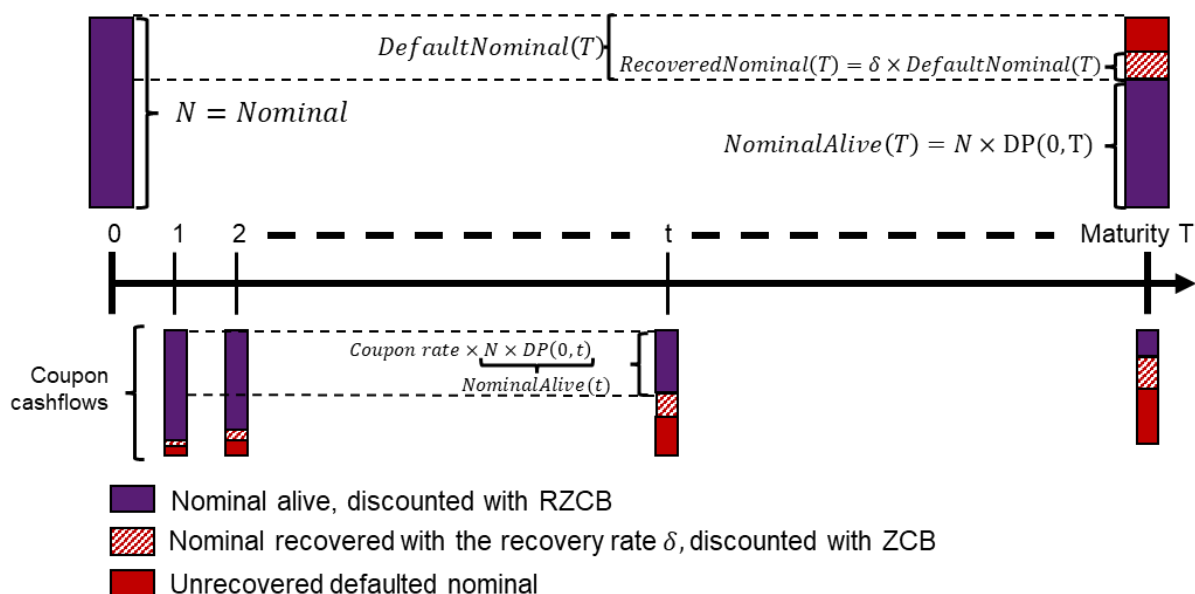 DefaultNominal(T)
RecoveredNominal(T) = δ × DefaultNominal(T)
N = Nominal
NominalAlive(T) = N × DP(0,T)
0 1 2 t Maturity T
Coupon rate × N × DP(0,t)
NominalAlive(t)
Coupon
cashflows
Nominal alive, discounted with RZCB
Nominal recovered with the recovery rate δ, discounted with ZCB
Unrecovered defaulted nominal